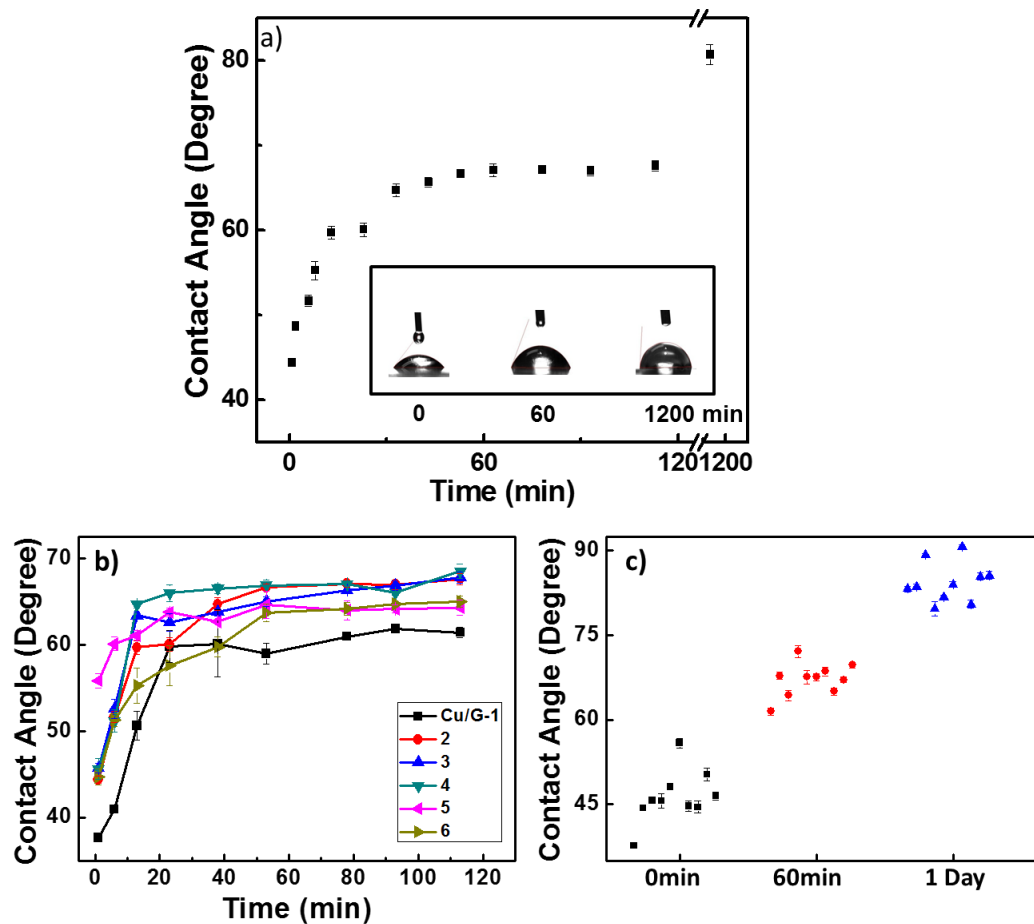 a)
Contact Angle (Degree)
80
60
40
0 60 1200 min
0 60 120 1200
Time (min)
b)
Contact Angle (Degree)
70
60
50
40
Cu/G-1
2
3
4
5
6
0 20 40 60 80 100 120
Time (min)
c)
Contact Angle (Degree)
90
75
60
45
0min 60min 1 Day